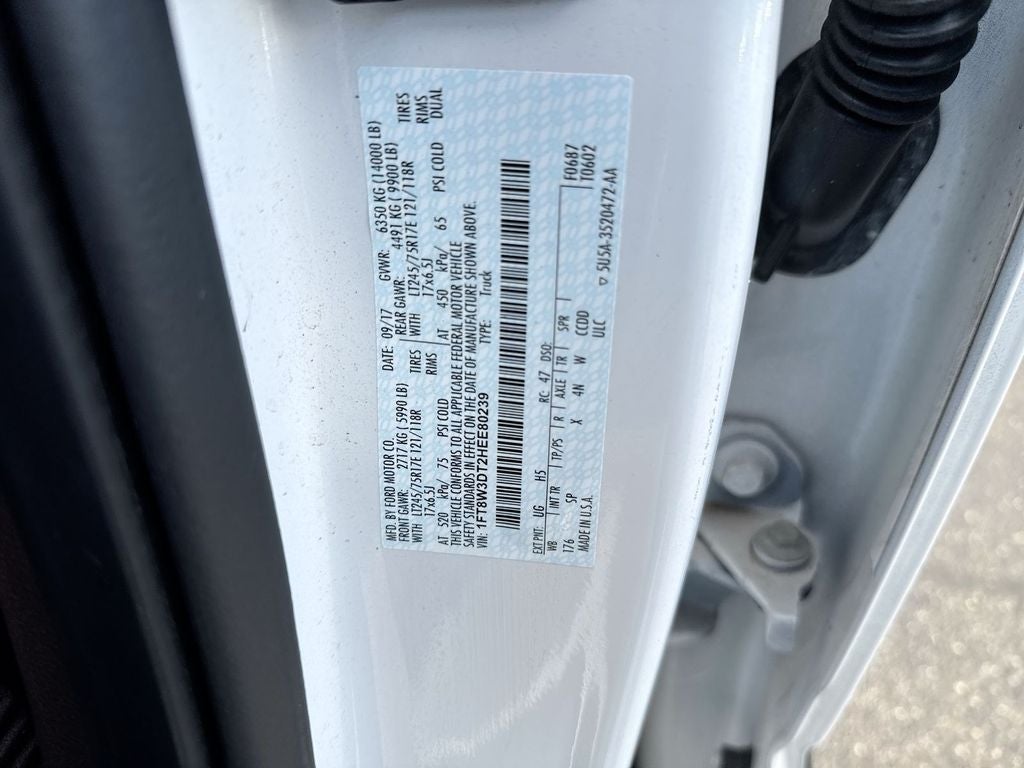 MFD. BY FORD MOTOR CO. DATE: 09/17 GVWR: 6350 KG (14000 LB)
FRONT GAWR: 2717 KG (5990 LB) REAR GAWR: 4491 KG (9900 LB)
WITH LT245/75R17E 121/118R TIRES WITH LT245/75R17E 121/118R TIRES
17x6.5J RIMS 17x6.5J RIMS
AT 520 kPa/ 75 PSI COLD AT 450 kPa/ 65 PSI COLD DUAL
THIS VEHICLE CONFORMS TO ALL APPLICABLE FEDERAL MOTOR VEHICLE
SAFETY STANDARDS IN EFFECT ON THE DATE OF MANUFACTURE SHOWN ABOVE.
VIN: 1FT8W3DT2HEE80239 TYPE: Truck
F0687
T0602
EXT PNT: UG H5 RC: 47 DSO:
WB INT TR TP/PS R AXLE TR SPR
176 SP X 4N W CCDD
MADE IN U.S.A. ULC ▽ 5U5A-3520472-AA